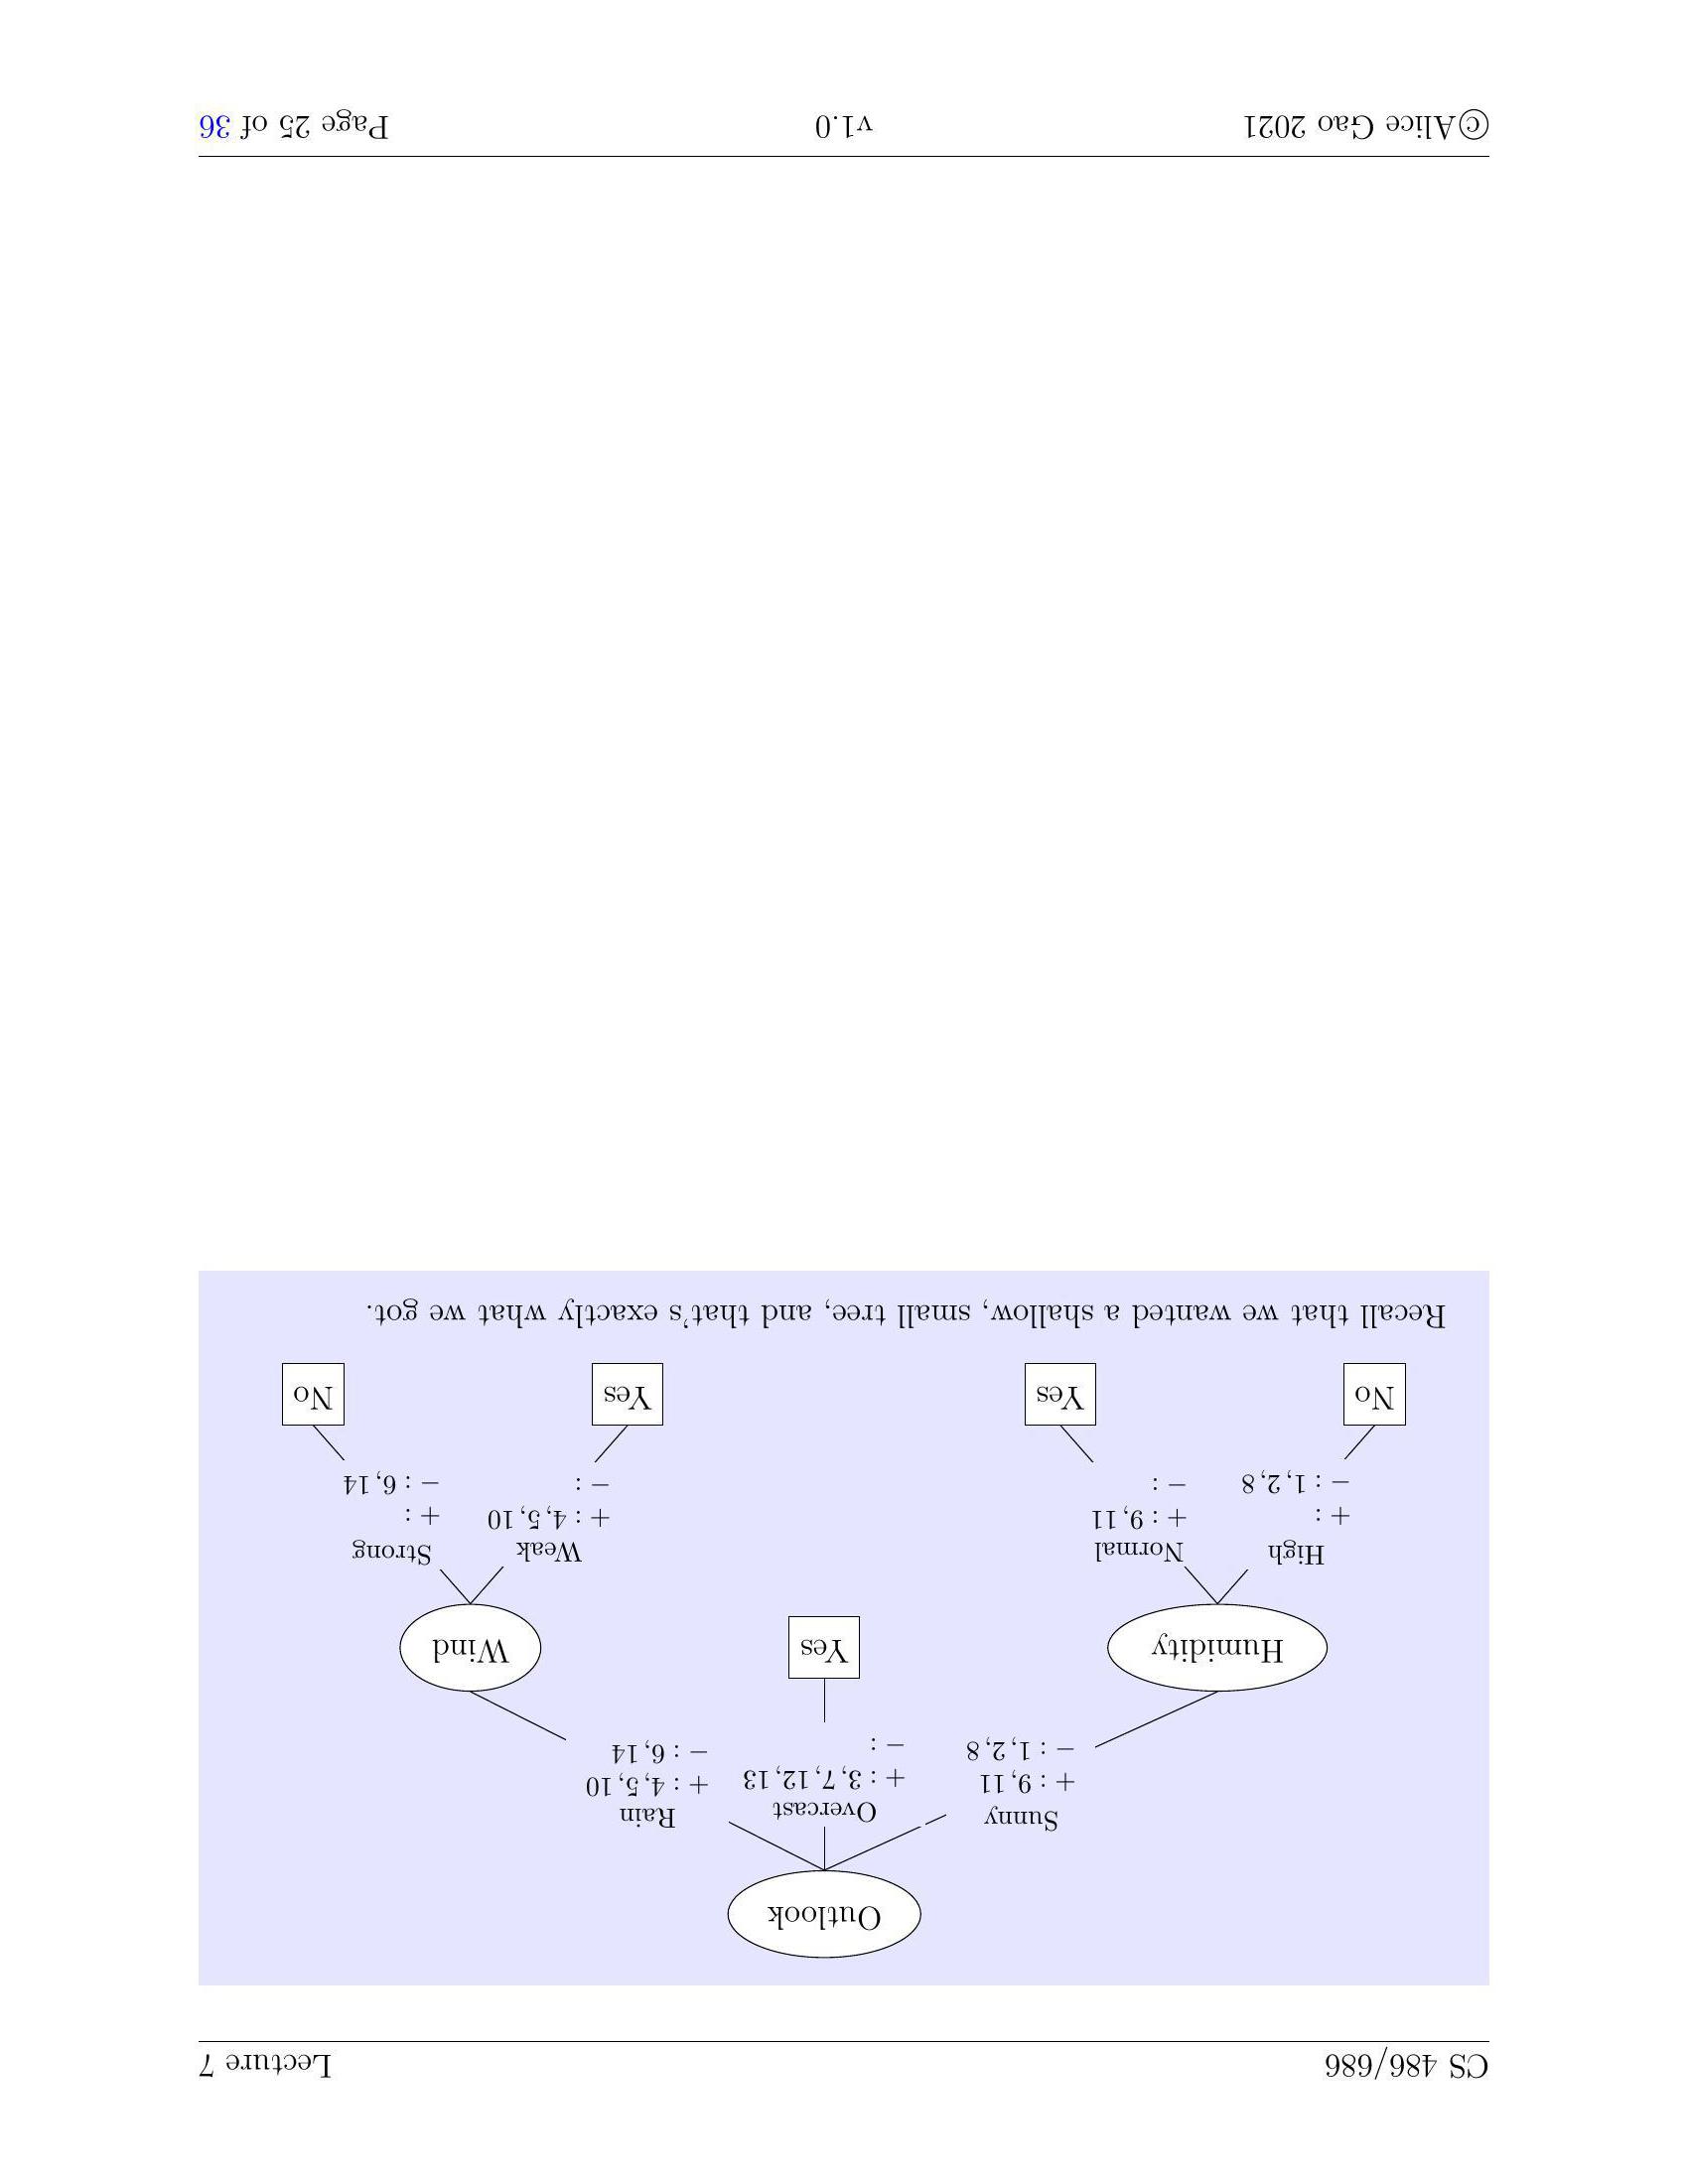 CS 486/686 Lecture 7
Outlook
Sunny
+ : 9, 11
− : 1, 2, 8
Overcast
+ : 3, 7, 12, 13
− :
Rain
+ : 4, 5, 10
− : 6, 14
Humidity
Yes
Wind
High
+ :
− : 1, 2, 8
Normal
+ : 9, 11
− :
Weak
+ : 4, 5, 10
− :
Strong
+ :
− : 6, 14
No
Yes
Yes
No
Recall that we wanted a shallow, small tree, and that's exactly what we got.
©Alice Gao 2021 v1.0 Page 25 of 36